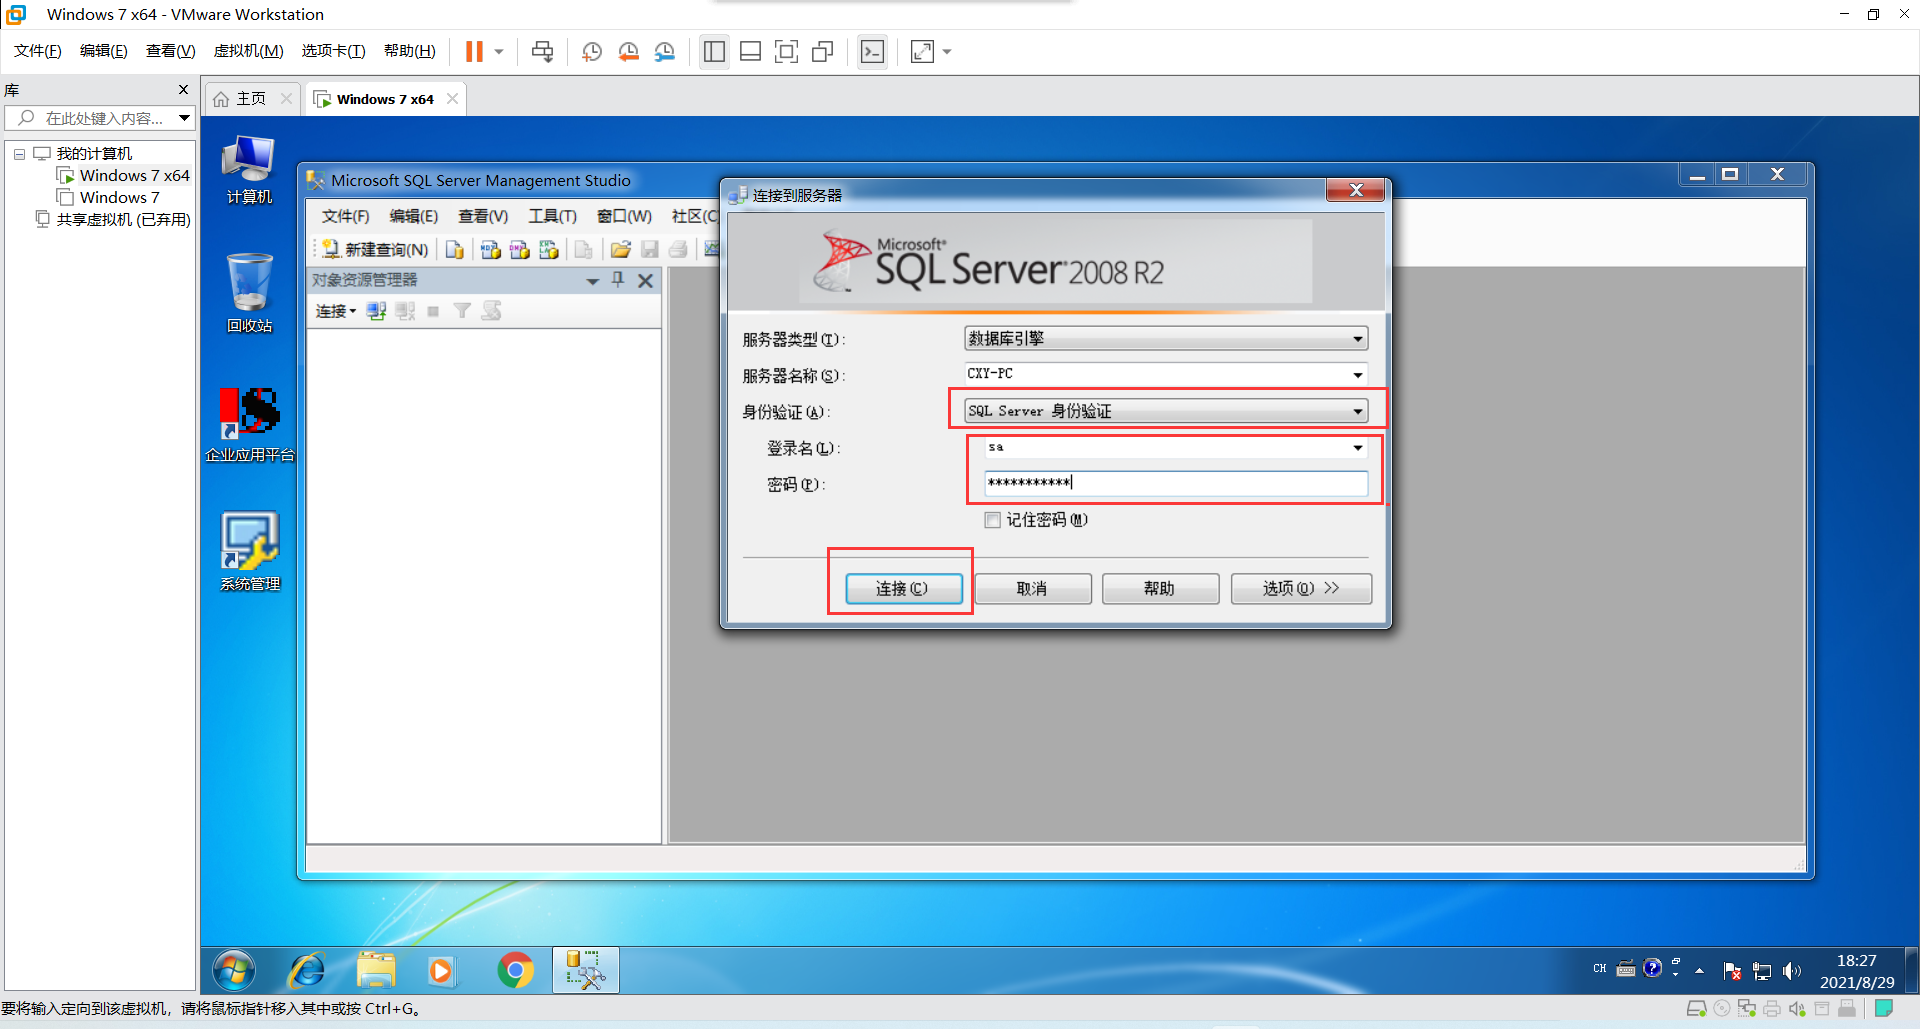 Windows 7 x64 - VMware Workstation
文件(F) 编辑(E) 查看(V) 虚拟机(M) 选项卡(T) 帮助(H)
库
在此处键入内容...
我的计算机
Windows 7 x64
Windows 7
共享虚拟机 (已弃用)
主页
Windows 7 x64
计算机
回收站
企业应用平台
系统管理
Microsoft SQL Server Management Studio
文件(F) 编辑(E) 查看(V) 工具(T) 窗口(W) 社区(C
新建查询(N)
对象资源管理器
连接
连接到服务器
Microsoft®
SQL Server® 2008 R2
服务器类型(T): 数据库引擎
服务器名称(S): CXY-PC
身份验证(A): SQL Server 身份验证
登录名(L): sa
密码(P): ***********
记住密码(M)
连接(C) 取消 帮助 选项(O) >>
CH
18:27
2021/8/29
要将输入定向到该虚拟机，请将鼠标指针移入其中或按 Ctrl+G。